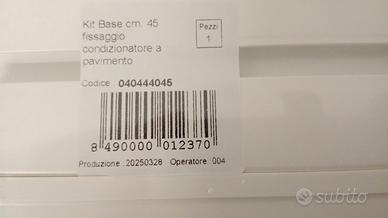 Kit Base cm. 45
fissaggio
condizionatore a
pavimento
Pezzi
1
Codice : 040444045
8 490000 012370
Produzione : 20250328 Operatore :004
subito